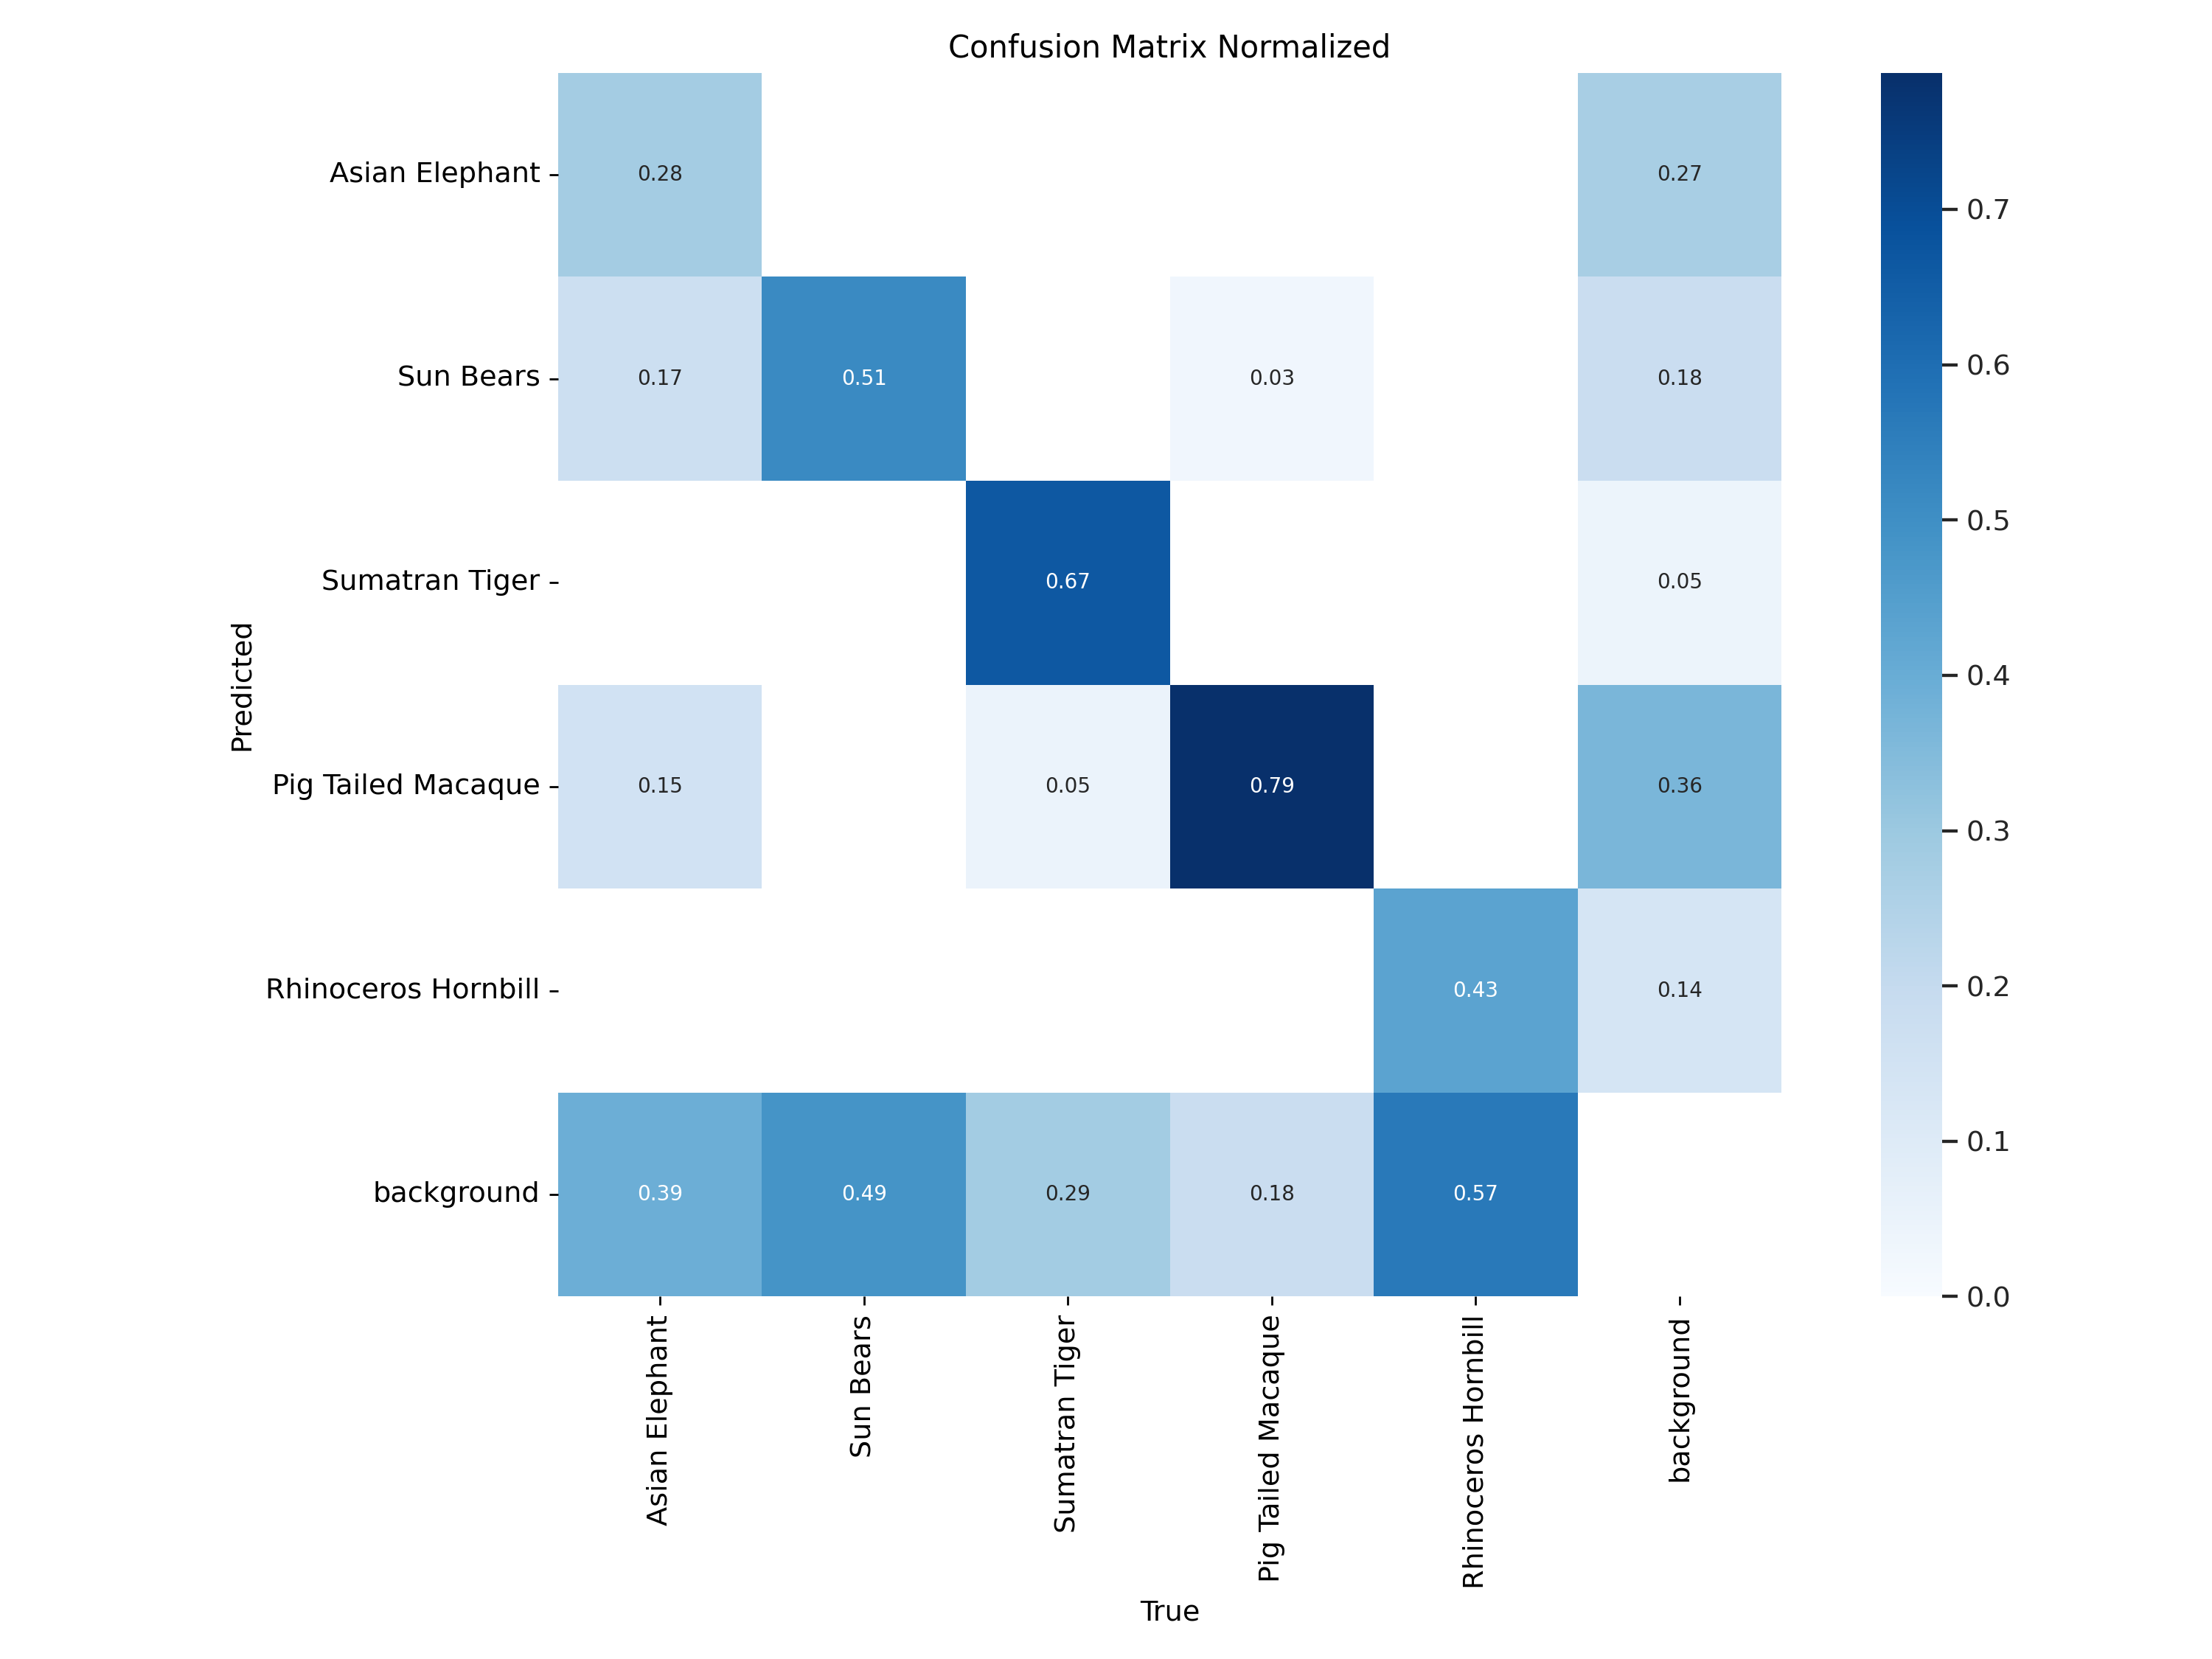 Confusion Matrix Normalized
Asian Elephant
0.28
0.27
0.7
Sun Bears
0.17
0.51
0.03
0.18
0.6
0.5
Sumatran Tiger
0.67
0.05
0.4
Predicted
Pig Tailed Macaque
0.15
0.05
0.79
0.36
0.3
Rhinoceros Hornbill
0.43
0.14
0.2
0.1
background
0.39
0.49
0.29
0.18
0.57
0.0
Asian Elephant
Sun Bears
Sumatran Tiger
Pig Tailed Macaque
Rhinoceros Hornbill
background
True